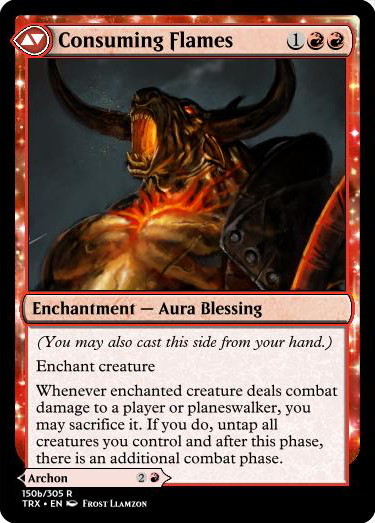 Consuming Flames 1
Enchantment — Aura Blessing
(You may also cast this side from your hand.)
Enchant creature
Whenever enchanted creature deals combat
damage to a player or planeswalker, you
may sacrifice it. If you do, untap all
creatures you control and after this phase,
there is an additional combat phase.
Archon 2
150b/305 R
TRX • EN Frost Llamzon